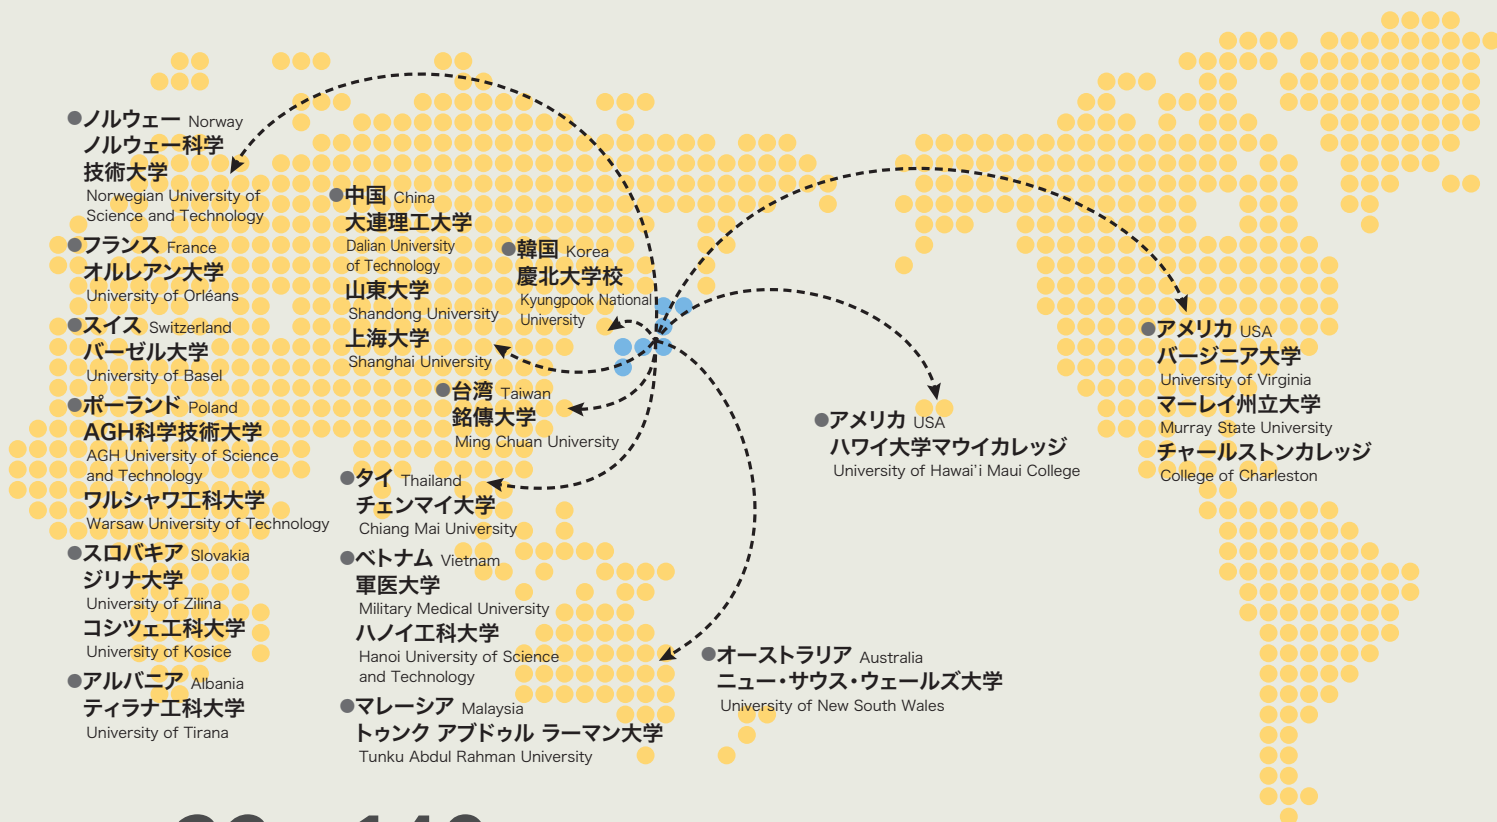 ●ノルウェー Norway
ノルウェー科学
技術大学
Norwegian University of
Science and Technology
●フランス France
オルレアン大学
University of Orléans
●スイス Switzerland
バーゼル大学
University of Basel
●ポーランド Poland
AGH科学技術大学
AGH University of Science
and Technology
ワルシャワ工科大学
Warsaw University of Technology
●スロバキア Slovakia
ジリナ大学
University of Zilina
コシツェ工科大学
University of Kosice
●アルバニア Albania
ティラナ工科大学
University of Tirana
●中国 China
大連理工大学
Dalian University
of Technology
山東大学
Shandong University
上海大学
Shanghai University
●韓国 Korea
慶北大学校
Kyungpook National
University
●台湾 Taiwan
銘傳大学
Ming Chuan University
●タイ Thailand
チェンマイ大学
Chiang Mai University
●ベトナム Vietnam
軍医大学
Military Medical University
ハノイ工科大学
Hanoi University of Science
and Technology
●マレーシア Malaysia
トゥンク アブドゥル ラーマン大学
Tunku Abdul Rahman University
●オーストラリア Australia
ニュー・サウス・ウェールズ大学
University of New South Wales
●アメリカ USA
ハワイ大学マウイカレッジ
University of Hawai'i Maui College
●アメリカ USA
バージニア大学
University of Virginia
マーレイ州立大学
Murray State University
チャールストンカレッジ
College of Charleston